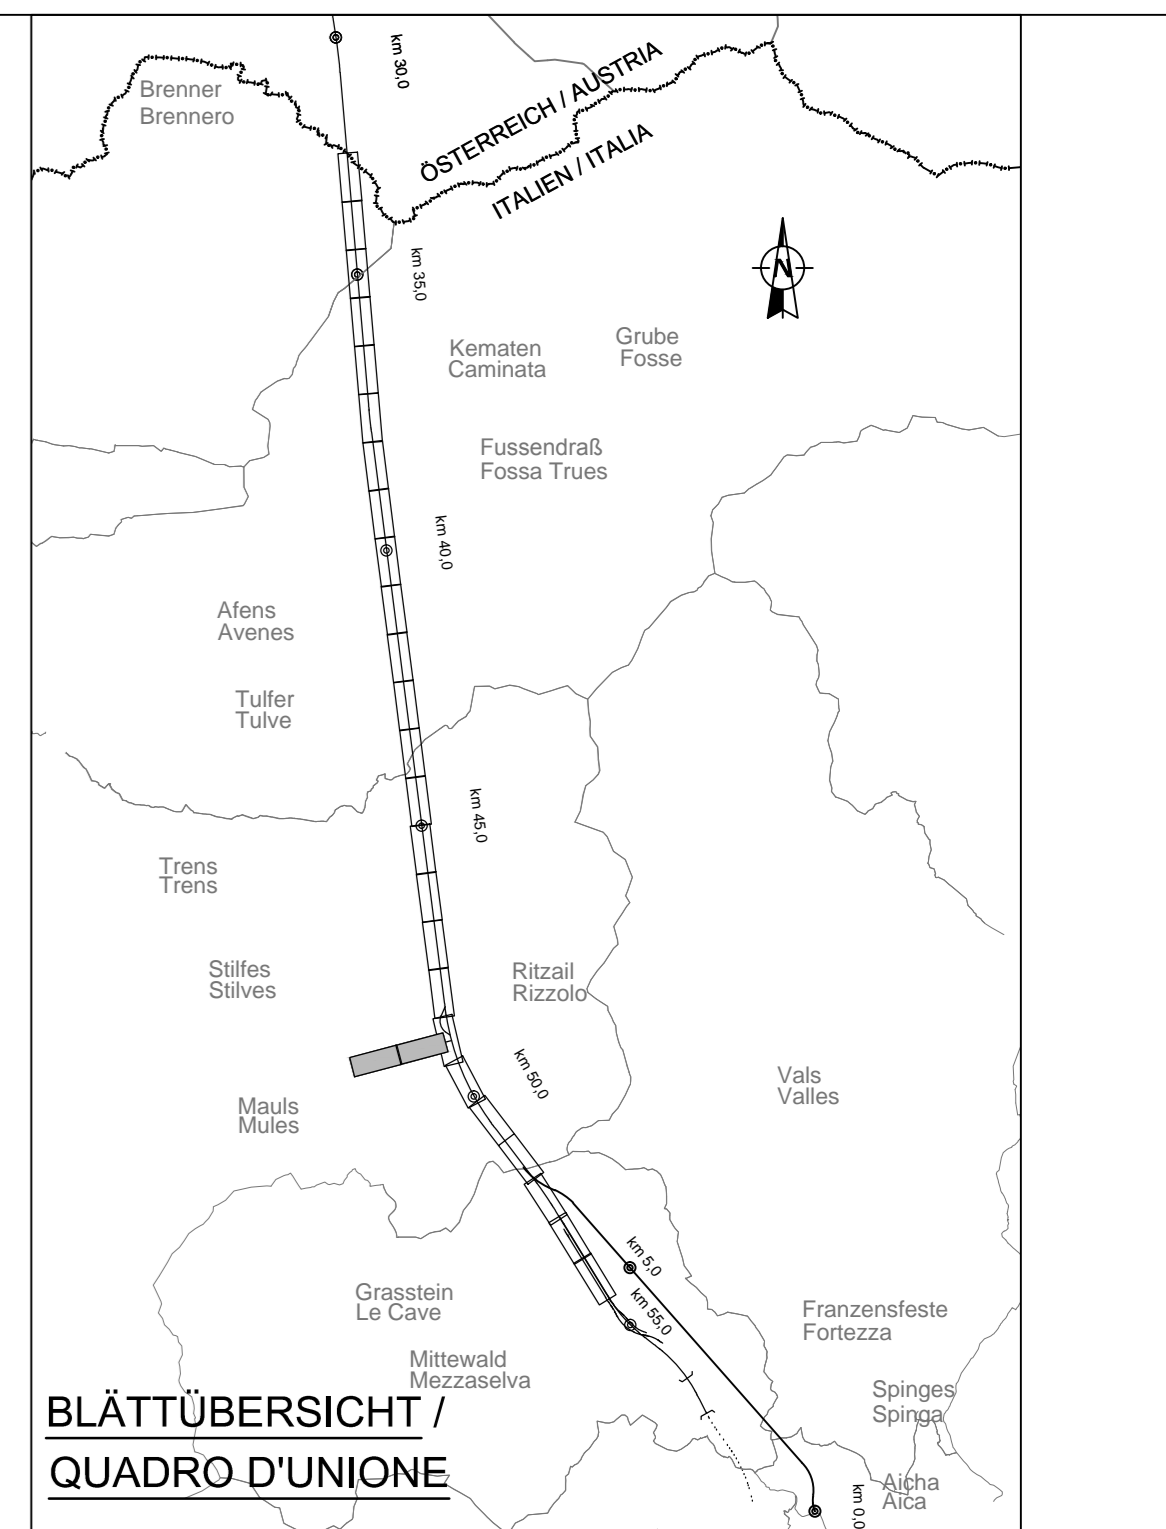 km 30,0
Brenner
Brennero
ÖSTERREICH / AUSTRIA
ITALIEN / ITALIA
N
km 35,0
Kematen
Caminata
Grube
Fosse
Fussendraß
Fossa Trues
km 40,0
Afens
Avenes
Tulfer
Tulve
km 45,0
Trens
Trens
Stilfes
Stilves
Ritzail
Rizzolo
km 50,0
Vals
Valles
Mauls
Mules
km 5,0
km 55,0
Grasstein
Le Cave
Franzensfeste
Fortezza
Mittewald
Mezzaselva
Spinges
Spinga
BLÄTTÜBERSICHT /
QUADRO D'UNIONE
Aicha
Aica
km 0,0